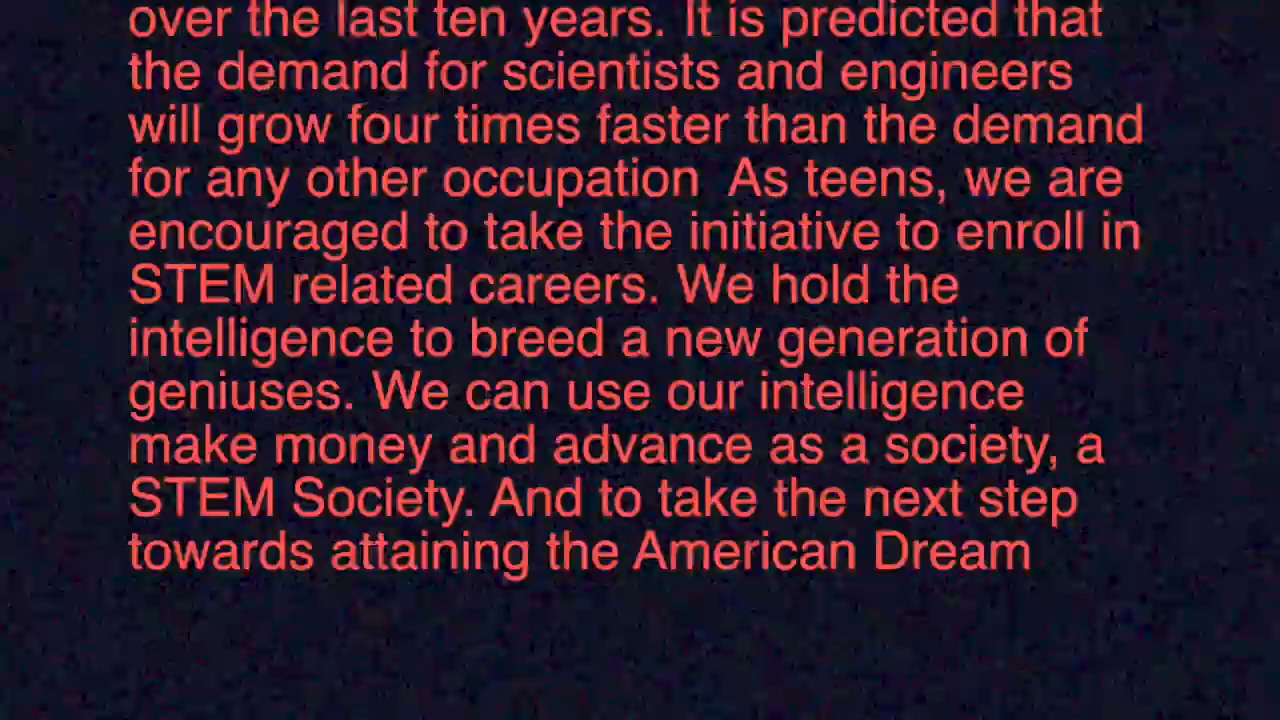 over the last ten years. It is predicted that
the demand for scientists and engineers
will grow four times faster than the demand
for any other occupation  As teens, we are
encouraged to take the initiative to enroll in
STEM related careers. We hold the
intelligence to breed a new generation of
geniuses. We can use our intelligence
make money and advance as a society, a
STEM Society. And to take the next step
towards attaining the American Dream